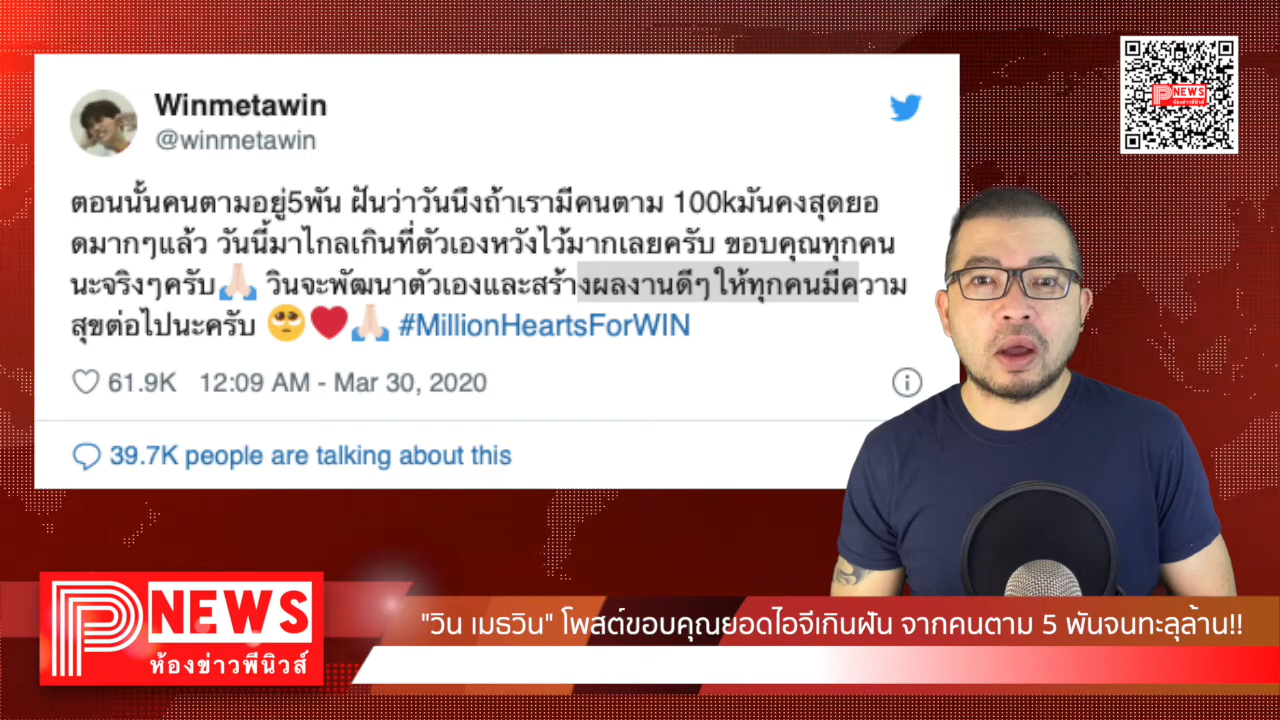 Winmetawin
@winmetawin
ตอนนั้นคนตามอยู่5พัน ฝันว่าวันนึงถ้าเรามีคนตาม 100kมันคงสุดยอ
ดมากๆแล้ว วันนี้มาไกลเกินที่ตัวเองหวังไว้มากเลยครับ ขอบคุณทุกคน
นะจริงๆครับ🙏🏻 วินจะพัฒนาตัวเองและสร้างผลงานดีๆให้ทุกคนมีความ
สุขต่อไปนะครับ 🥺❤️🙏🏻 #MillionHeartsForWIN
61.9K 12:09 AM - Mar 30, 2020
39.7K people are talking about this
P NEWS
ห้องข่าวพีนิวส์
P NEWS
ห้องข่าวพีนิวส์
"วิน เมธวิน" โพสต์ขอบคุณยอดไอจีเกินฝัน จากคนตาม 5 พันจนทะลุล้าน!!